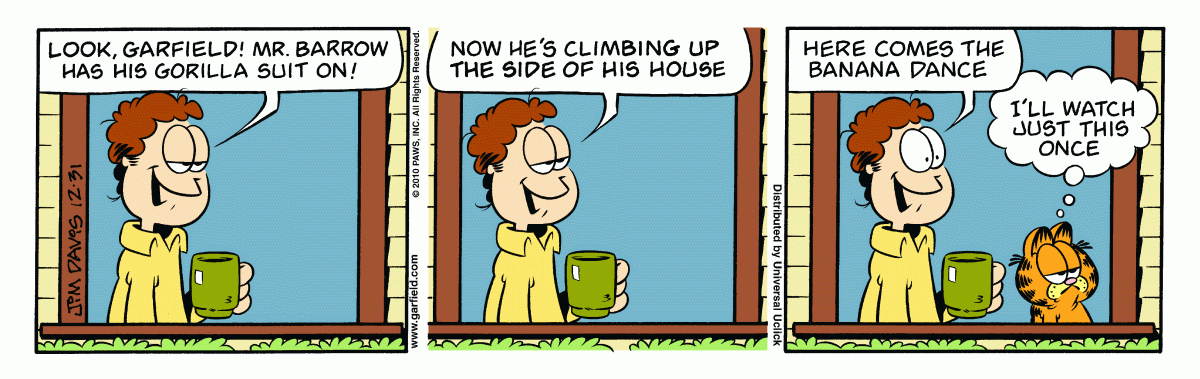 LOOK, GARFIELD! MR. BARROW
HAS HIS GORILLA SUIT ON!
JIM DAVIS 12.31
© 2010 PAWS, INC. All Rights Reserved.
www.garfield.com
NOW HE'S CLIMBING UP
THE SIDE OF HIS HOUSE
Distributed by Universal Uclick
HERE COMES THE
BANANA DANCE
I'LL WATCH
JUST THIS
ONCE